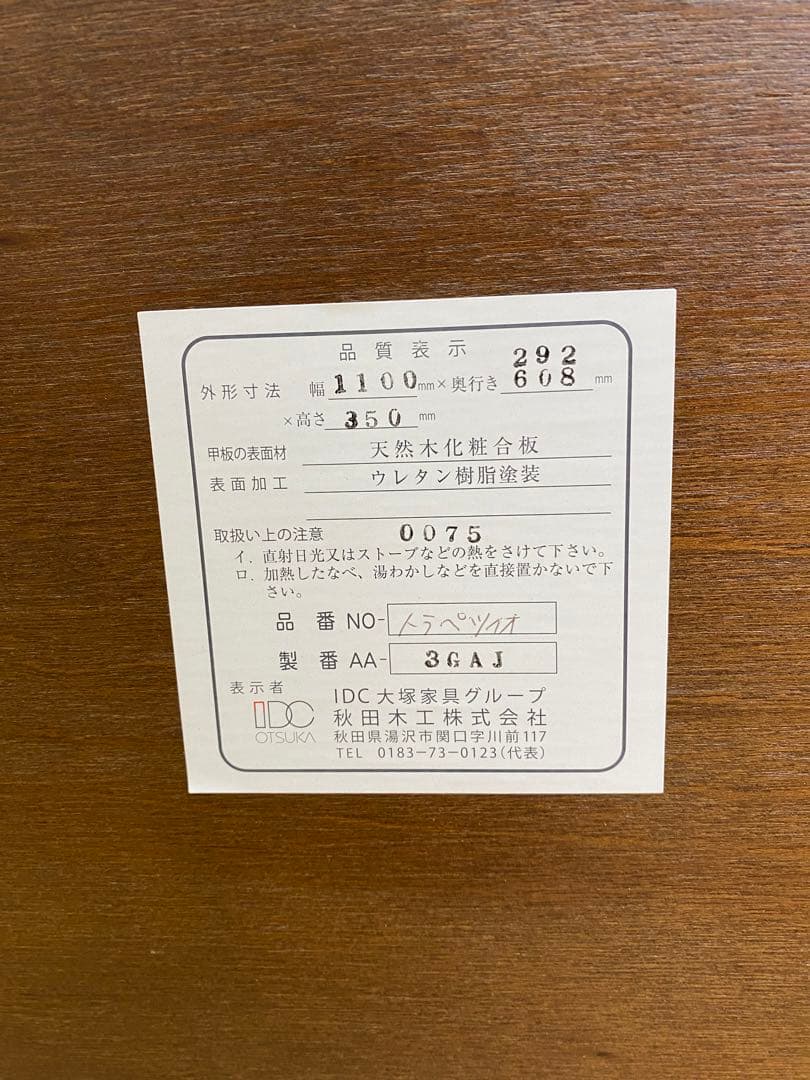 品質表示
292
外形寸法 幅1100mm×奥行き608mm
×高さ350mm
甲板の表面材 天然木化粧合板
表面加工 ウレタン樹脂塗装
取扱い上の注意 0075
イ．直射日光又はストーブなどの熱をさけて下さい。
ロ．加熱したなべ、湯わかしなどを直接置かないで下
さい。
品番 NO-トラペツィオ
製番 AA-3GAJ
表示者
IDC
OTSUKA
IDC大塚家具グループ
秋田木工株式会社
秋田県湯沢市関口字川前117
TEL 0183-73-0123(代表)